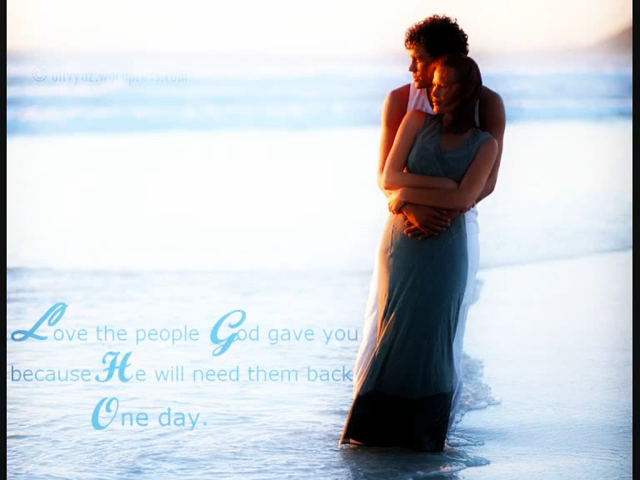 Love the people God gave you
because He will need them back
One day.